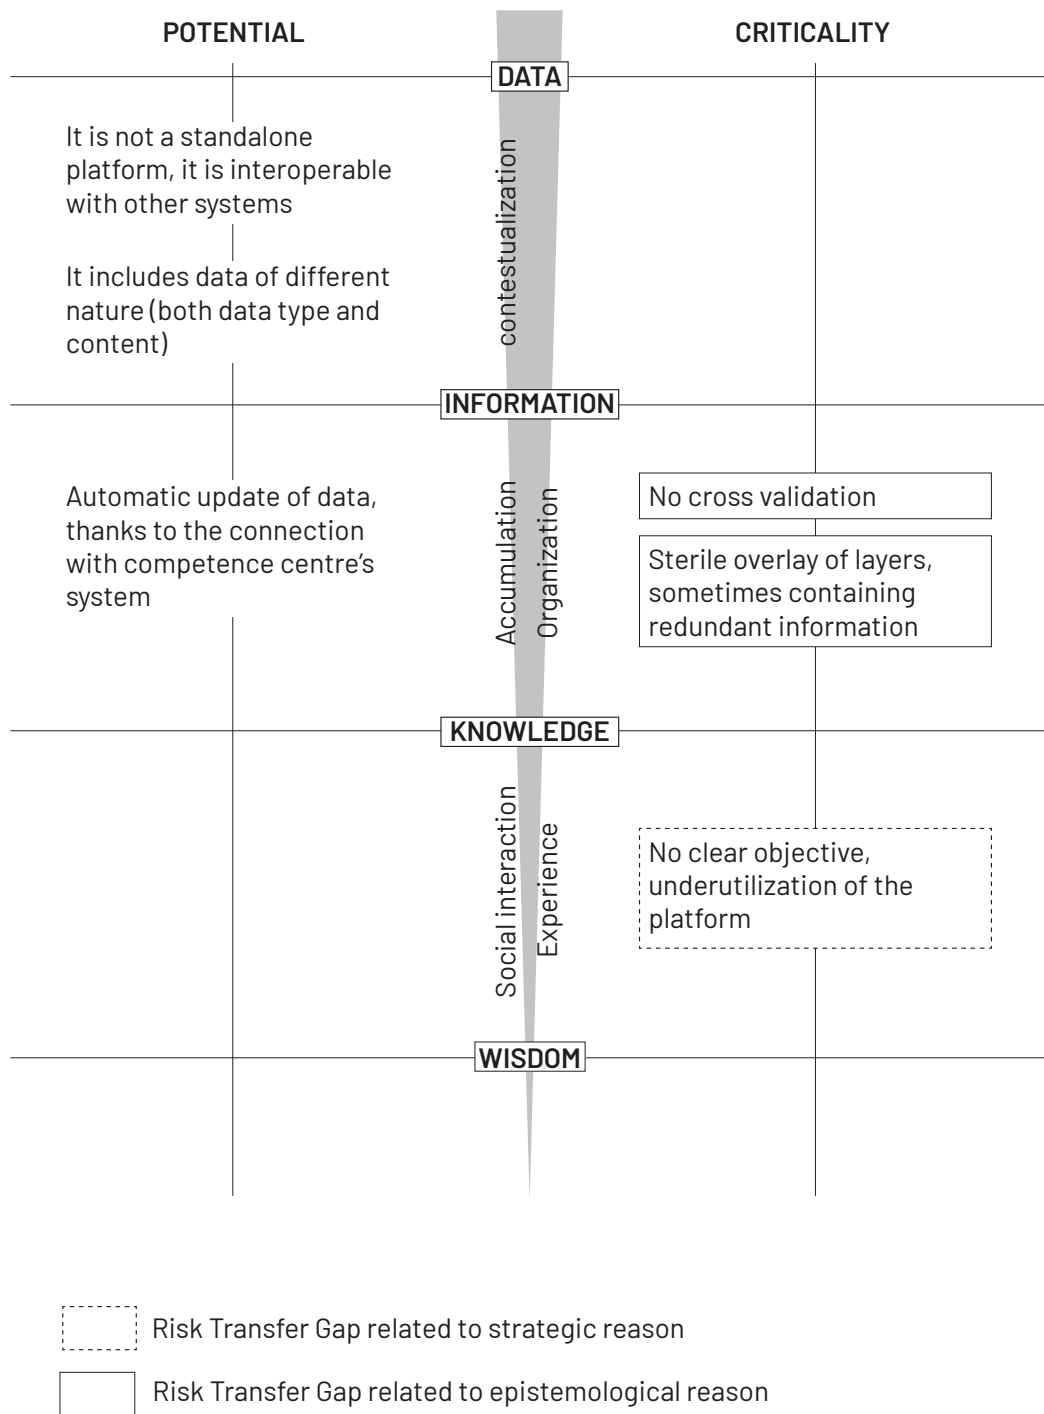 POTENTIAL
CRITICALITY
DATA
It is not a standalone
platform, it is interoperable
with other systems
It includes data of different
nature (both data type and
content)
contestualization
INFORMATION
Automatic update of data,
thanks to the connection
with competence centre's
system
Accumulation
Organization
No cross validation
Sterile overlay of layers,
sometimes containing
redundant information
KNOWLEDGE
Social interaction
Experience
No clear objective,
underutilization of the
platform
WISDOM
Risk Transfer Gap related to strategic reason
Risk Transfer Gap related to epistemological reason